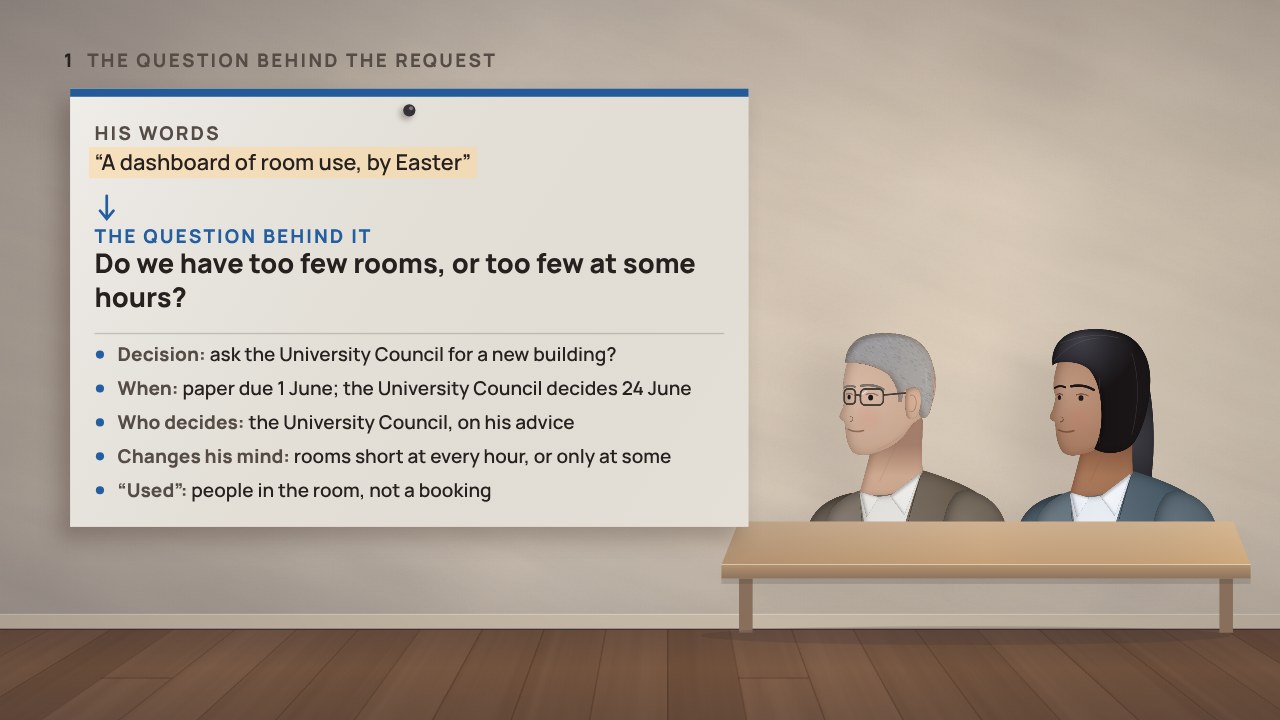 1 THE QUESTION BEHIND THE REQUEST
HIS WORDS
“A dashboard of room use, by Easter”
THE QUESTION BEHIND IT
Do we have too few rooms, or too few at some
hours?
Decision: ask the University Council for a new building?
When: paper due 1 June; the University Council decides 24 June
Who decides: the University Council, on his advice
Changes his mind: rooms short at every hour, or only at some
“Used”: people in the room, not a booking